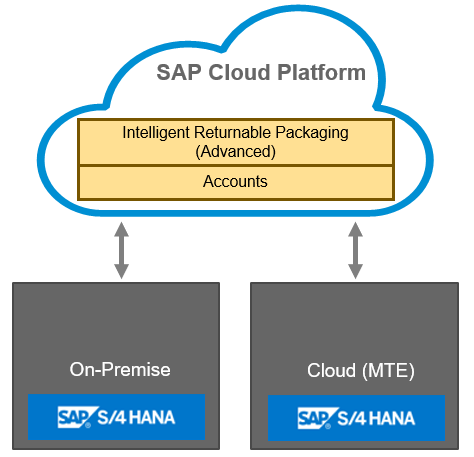 SAP Cloud Platform
Intelligent Returnable Packaging
(Advanced)
Accounts
On-Premise
SAP® S/4HANA
Cloud (MTE)
SAP® S/4HANA